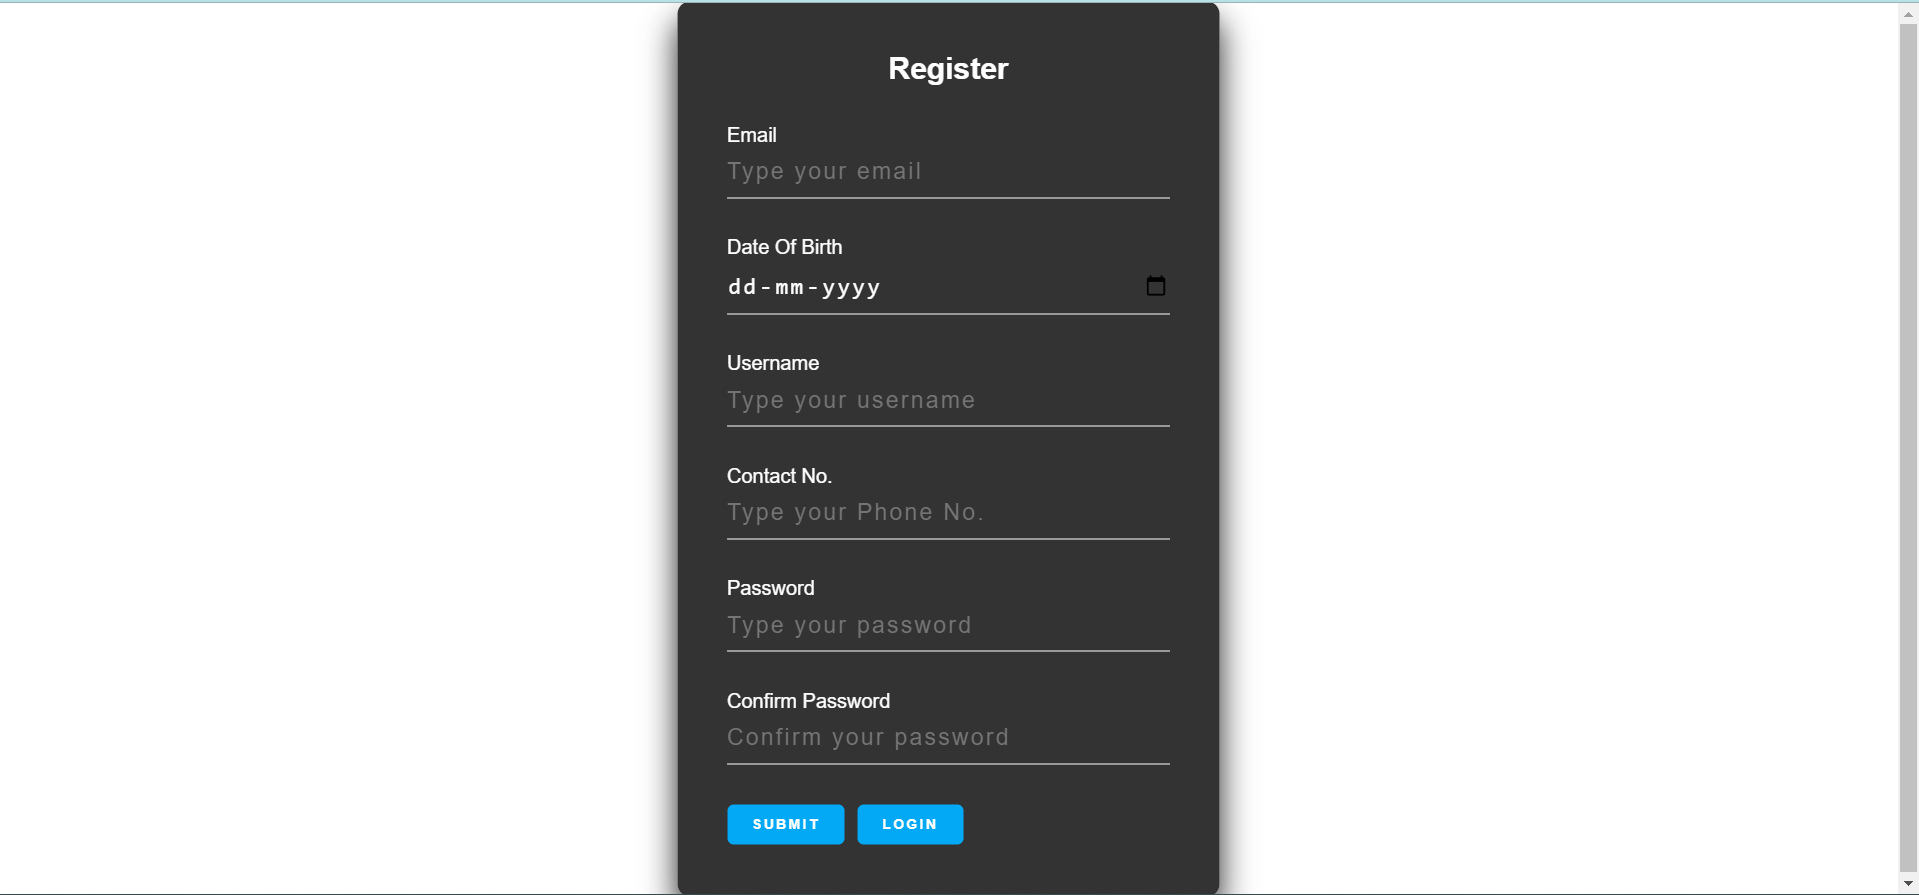 Register
Email
Type your email
Date Of Birth
dd-mm-yyyy
Username
Type your username
Contact No.
Type your Phone No.
Password
Type your password
Confirm Password
Confirm your password
SUBMIT LOGIN